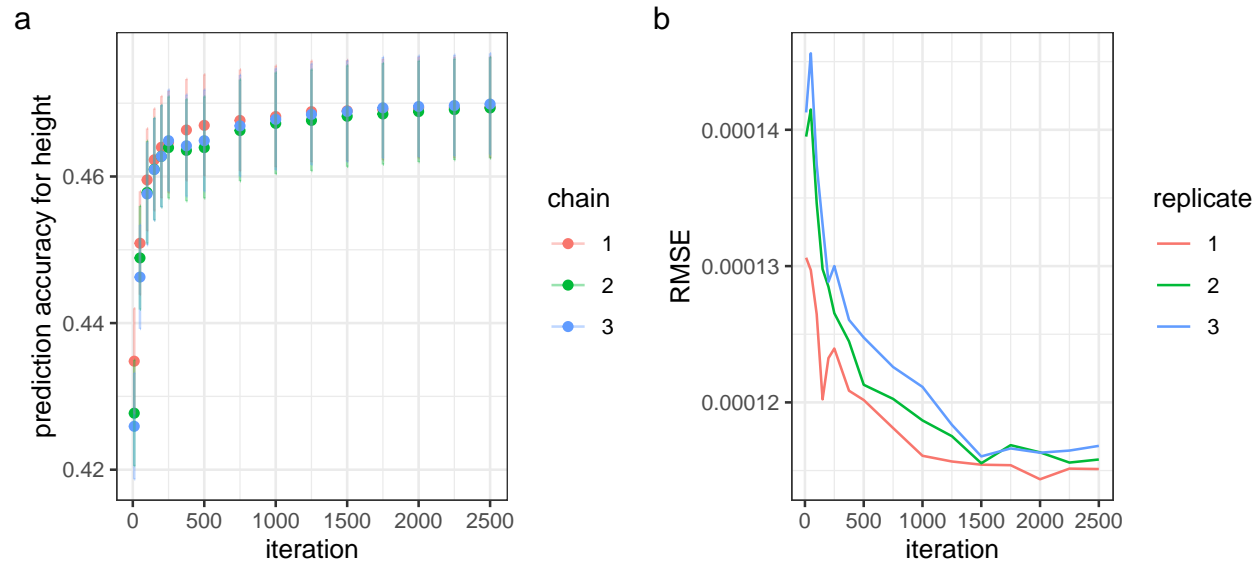 a
prediction accuracy for height
0.46
0.44
0.42
0 500 1000 1500 2000 2500
iteration
chain
1
2
3
b
RMSE
0.00014
0.00013
0.00012
0 500 1000 1500 2000 2500
iteration
replicate
1
2
3